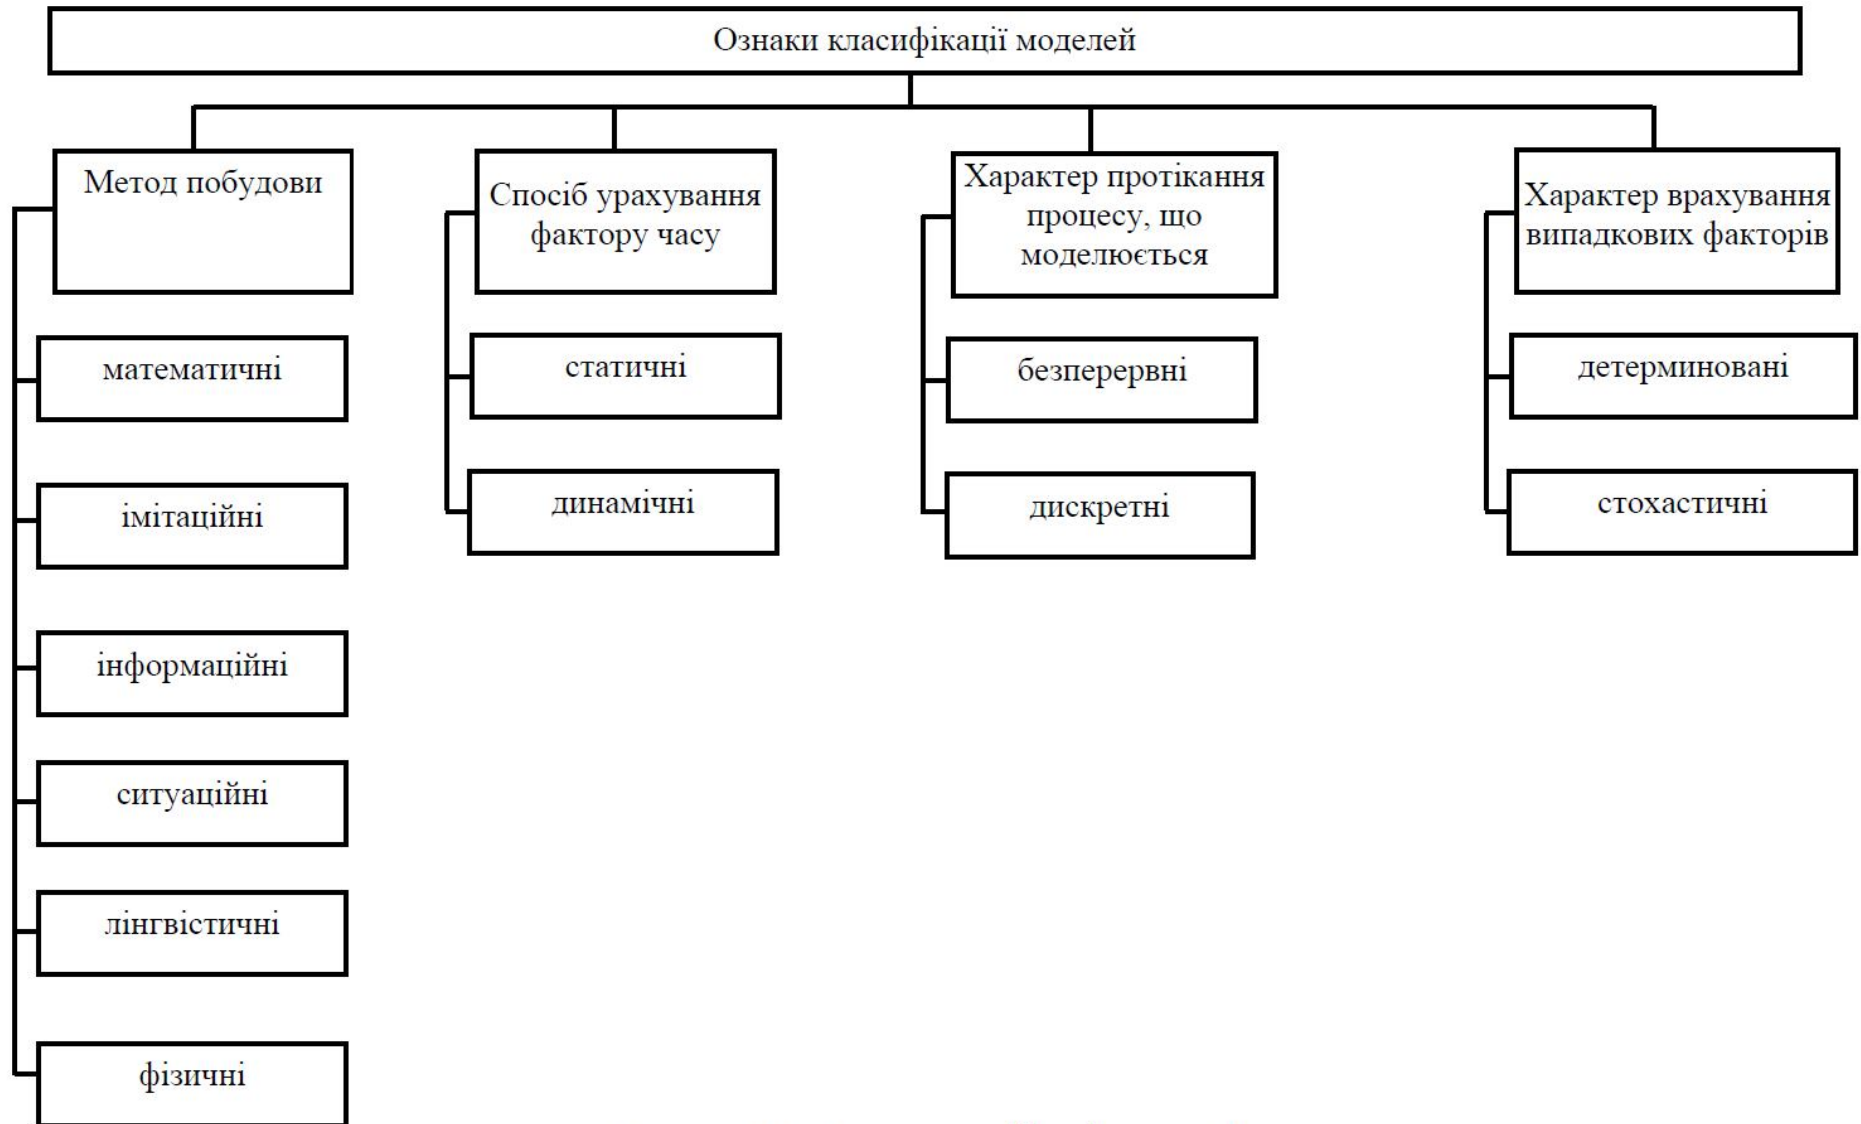 Ознаки класифікації моделей
Метод побудови
математичні
імітаційні
інформаційні
ситуаційні
лінгвістичні
фізичні
Спосіб урахування
фактору часу
статичні
динамічні
Характер протікання
процесу, що
моделюється
безперервні
дискретні
Характер врахування
випадкових факторів
детерминовані
стохастичні